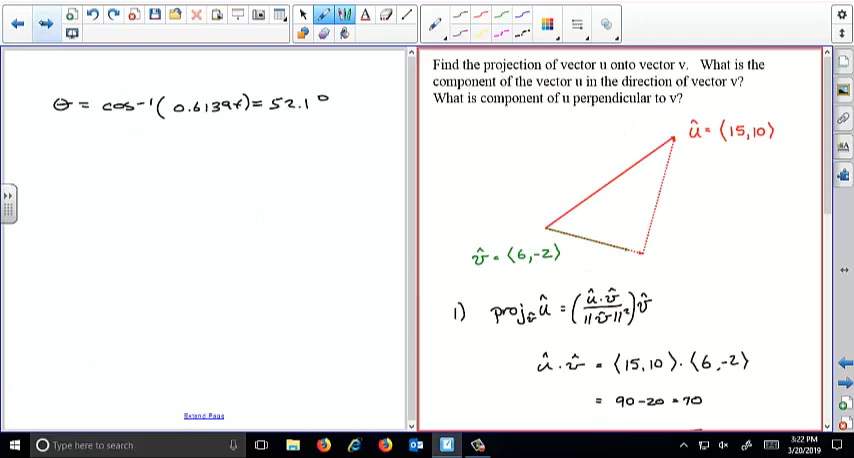 θ = cos-1( 0.6139x) = 52.1°
Extend Page
Find the projection of vector u onto vector v. What is the
component of the vector u in the direction of vector v?
What is component of u perpendicular to v?
û = ⟨15,10⟩
v̂ = ⟨6,-2⟩
1) proj_v̂ û = (û·v̂ / ||v̂||²) v̂
û · v̂ = ⟨15,10⟩ · ⟨6,-2⟩
= 90-20 = 70
Type here to search
3:22 PM
3/20/2019